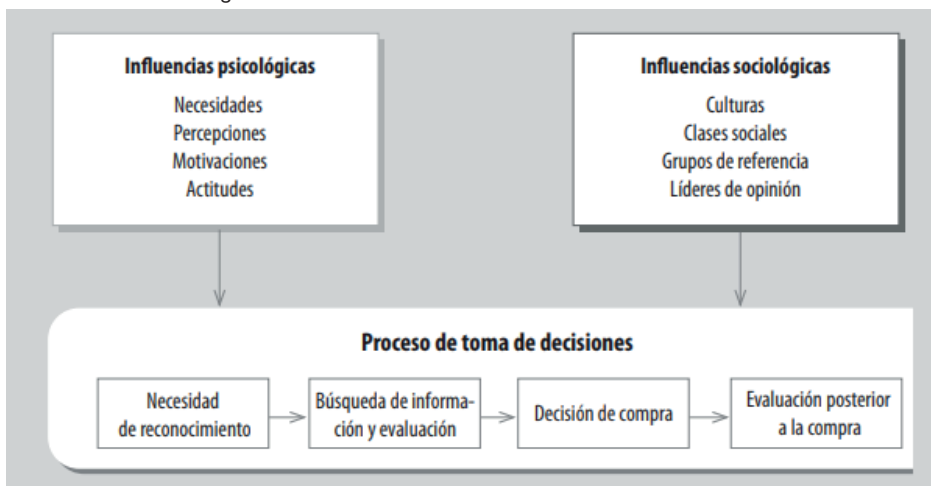 Influencias psicológicas
Necesidades
Percepciones
Motivaciones
Actitudes
Influencias sociológicas
Culturas
Clases sociales
Grupos de referencia
Líderes de opinión
Proceso de toma de decisiones
Necesidad
de reconocimiento
Búsqueda de informa-
ción y evaluación
Decisión de compra
Evaluación posterior
a la compra